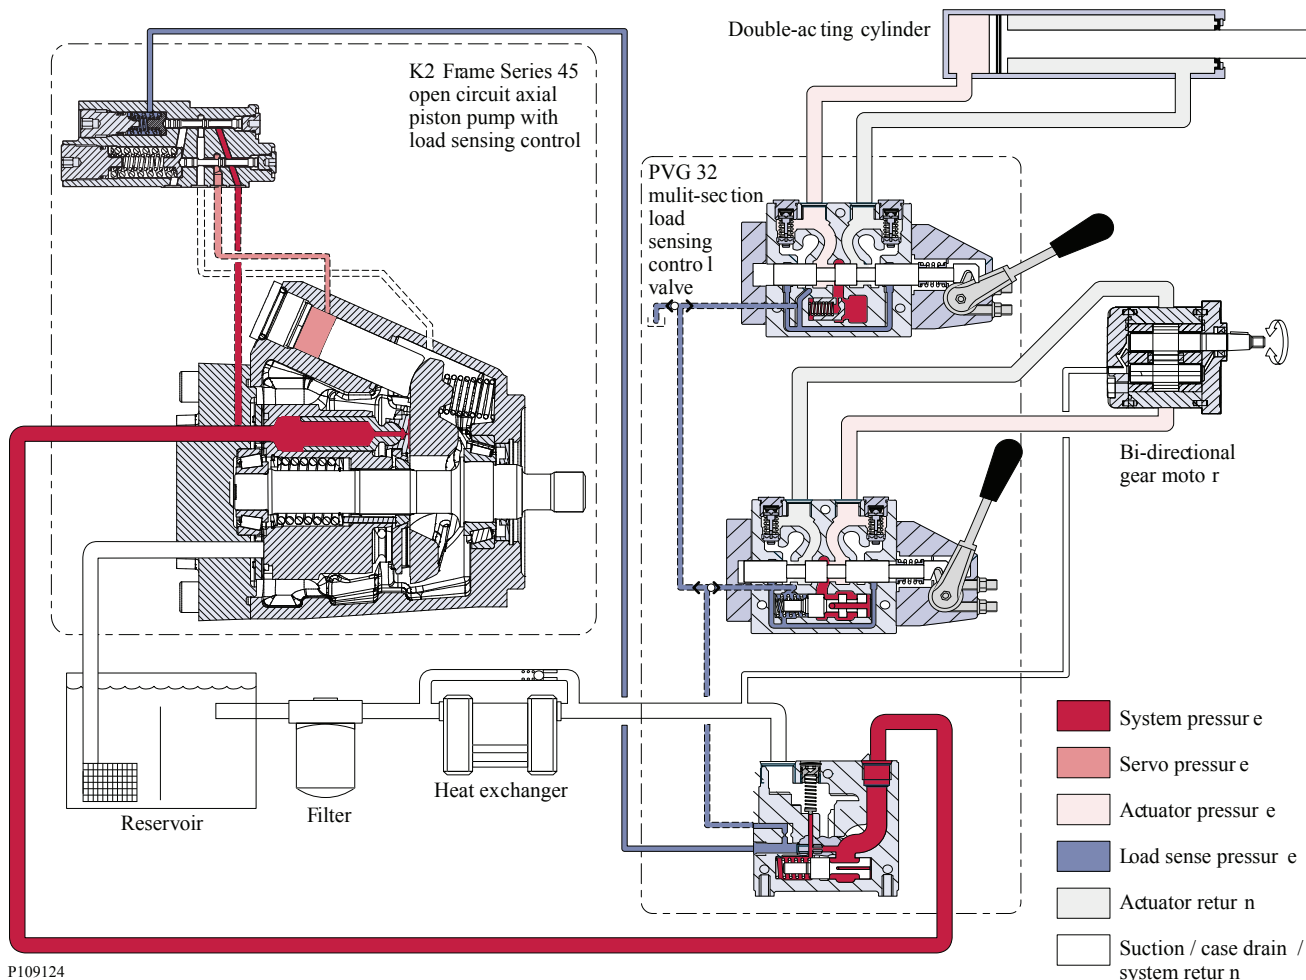 Double-ac ting cylinder
K2 Frame Series 45
open circuit axial
piston pump with
load sensing control
PVG 32
mulit-section
load
sensing
contro l
valve
Bi-directional
gear moto r
System pressur e
Servo pressur e
Actuator pressur e
Load sense pressur e
Actuator retur n
Suction / case drain /
system retur n
Heat exchanger
Filter
Reservoir
P109124